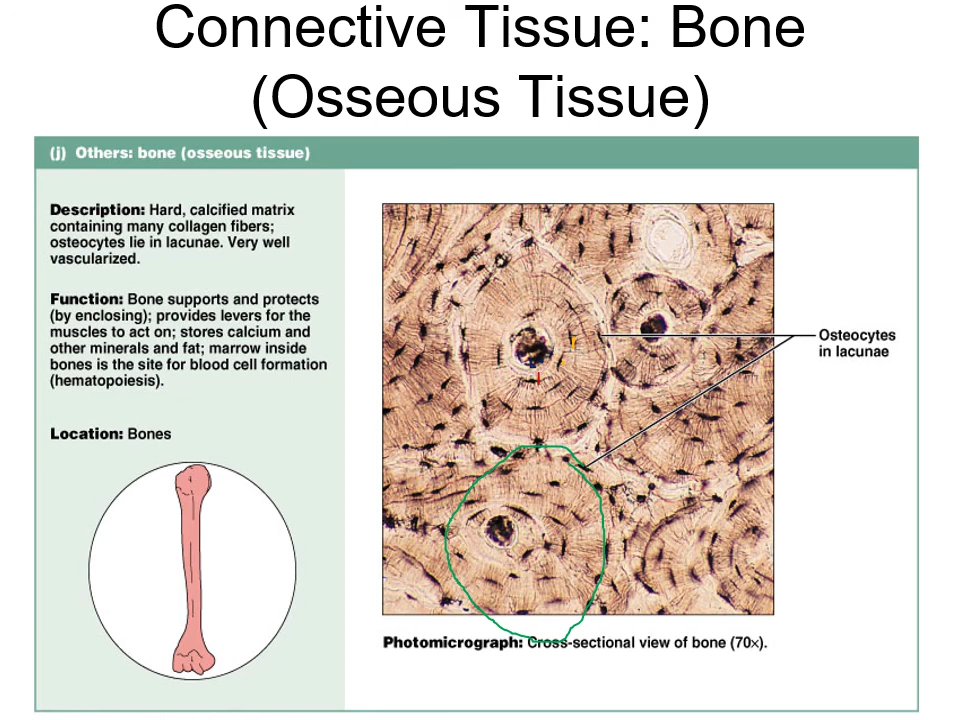 Connective Tissue: Bone
(Osseous Tissue)
(j) Others: bone (osseous tissue)
Description: Hard, calcified matrix
containing many collagen fibers;
osteocytes lie in lacunae. Very well
vascularized.
Function: Bone supports and protects
(by enclosing); provides levers for the
muscles to act on; stores calcium and
other minerals and fat; marrow inside
bones is the site for blood cell formation
(hematopoiesis).
Location: Bones
Osteocytes
in lacunae
Photomicrograph: Cross-sectional view of bone (70×).